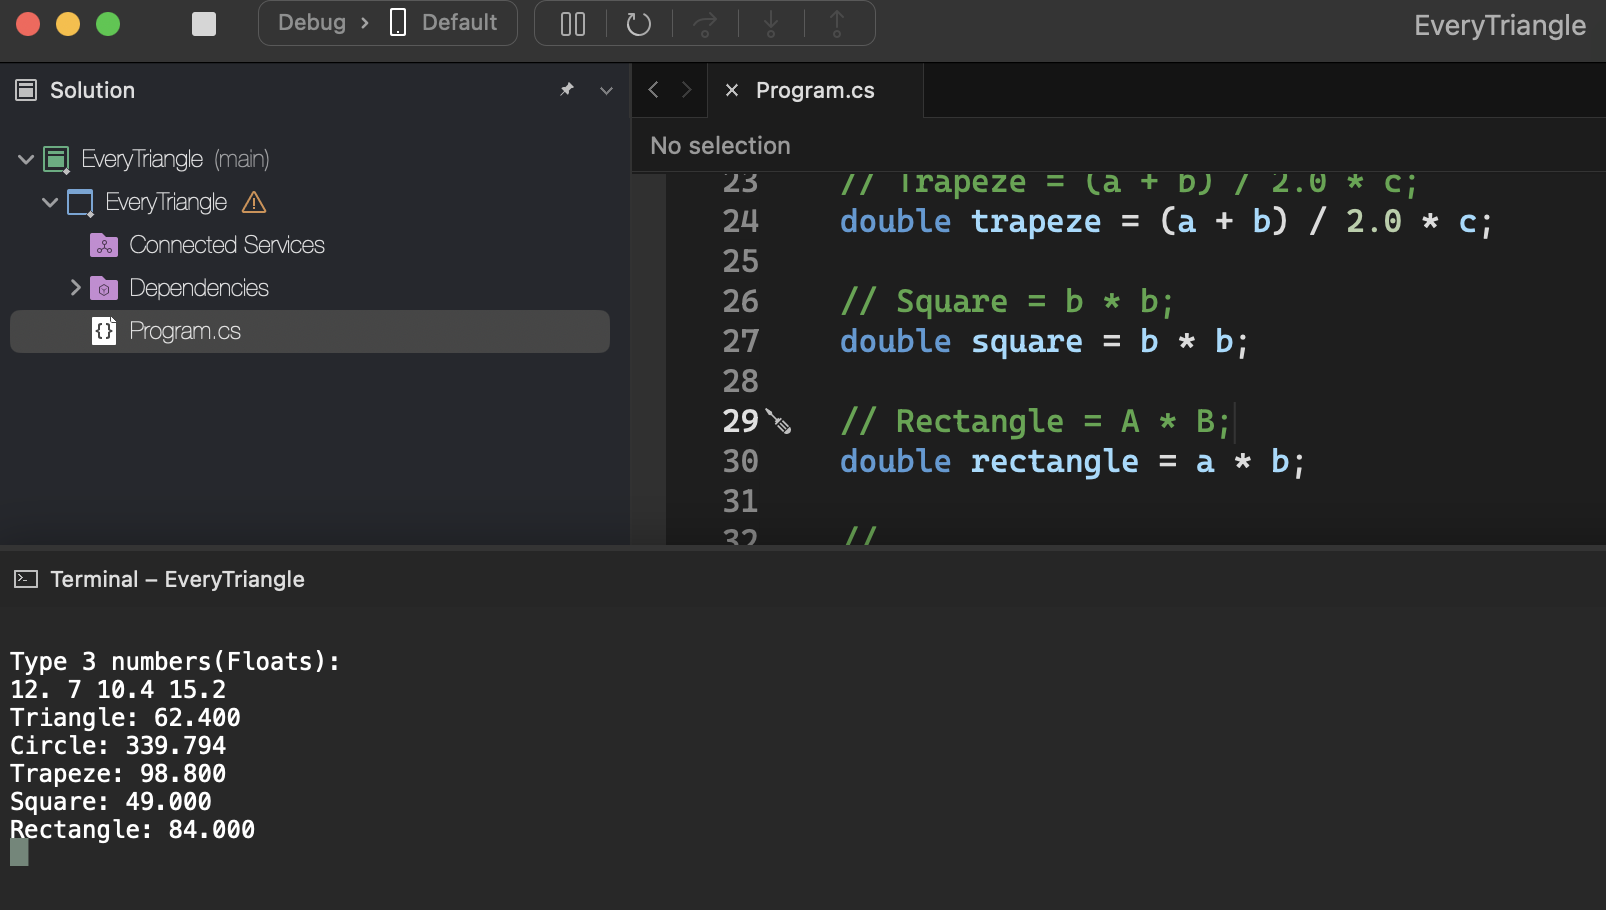 Debug > Default
EveryTriangle
Solution
Program.cs
No selection
EveryTriangle (main)
EveryTriangle
Connected Services
Dependencies
Program.cs
23 // Trapeze = (a + b) / 2.0 * c;
24 double trapeze = (a + b) / 2.0 * c;
25
26 // Square = b * b;
27 double square = b * b;
28
29 // Rectangle = A * B;
30 double rectangle = a * b;
31
32 //
Terminal – EveryTriangle
Type 3 numbers(Floats):
12. 7 10.4 15.2
Triangle: 62.400
Circle: 339.794
Trapeze: 98.800
Square: 49.000
Rectangle: 84.000